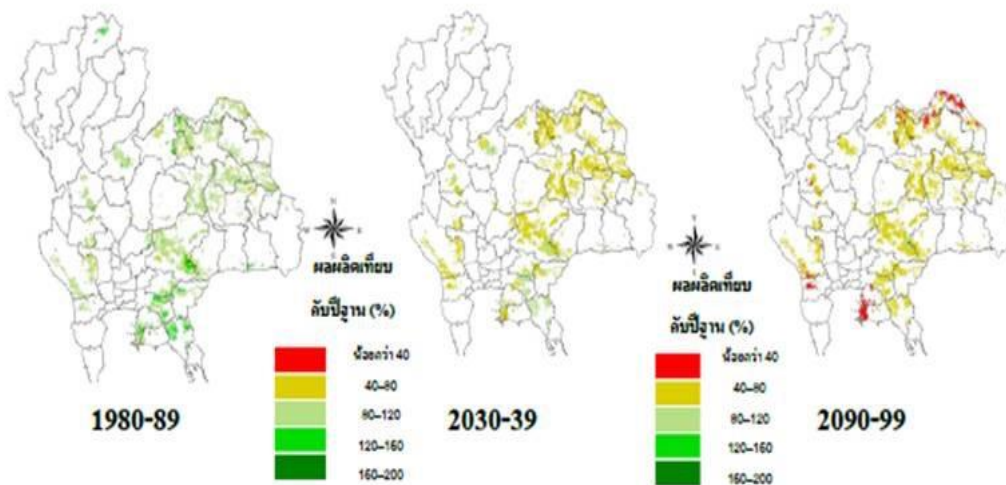 ผลผลิตเทียบ
กับปีฐาน (%)
น้อยกว่า 40
40–80
80–120
120–160
160–200
ผลผลิตเทียบ
กับปีฐาน (%)
น้อยกว่า 40
40–80
80–120
120–160
160–200
1980-89
2030-39
2090-99